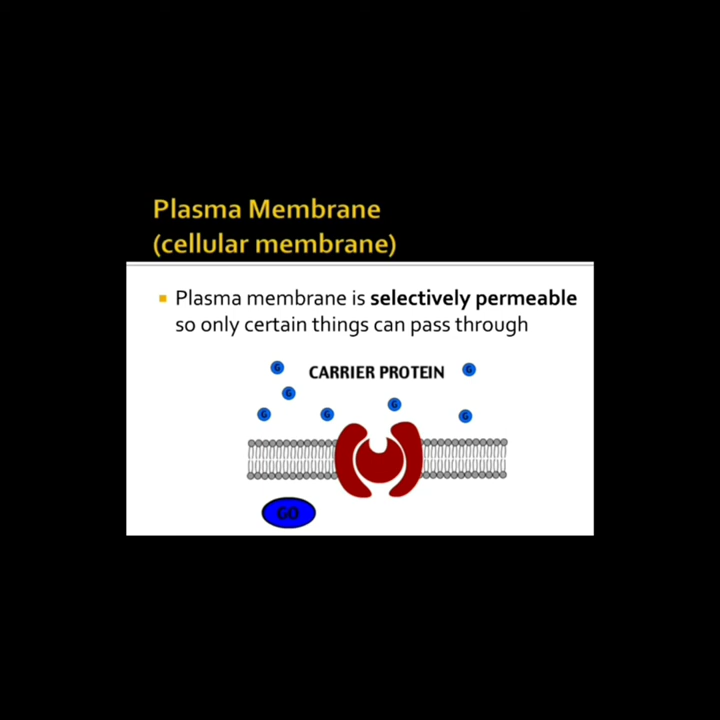 Plasma Membrane
(cellular membrane)
Plasma membrane is selectively permeable
so only certain things can pass through
G CARRIER PROTEIN G
G
G G G G
GO